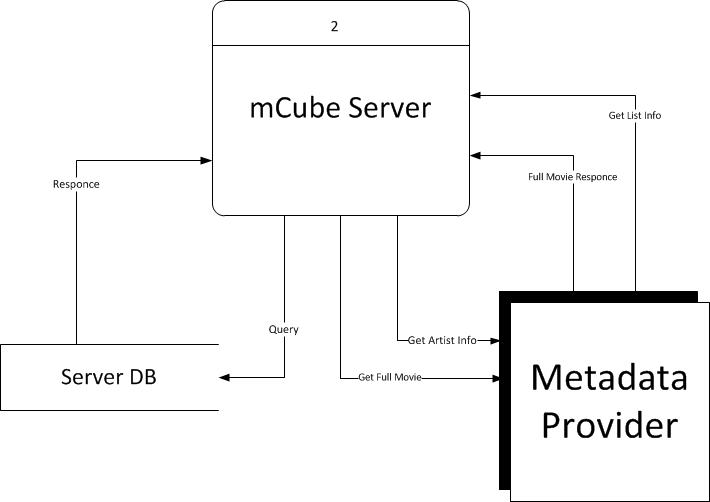 2
mCube Server
Get List Info
Full Movie Responce
Responce
Query
Get Artist Info
Get Full Movie
Server DB
Metadata
Provider